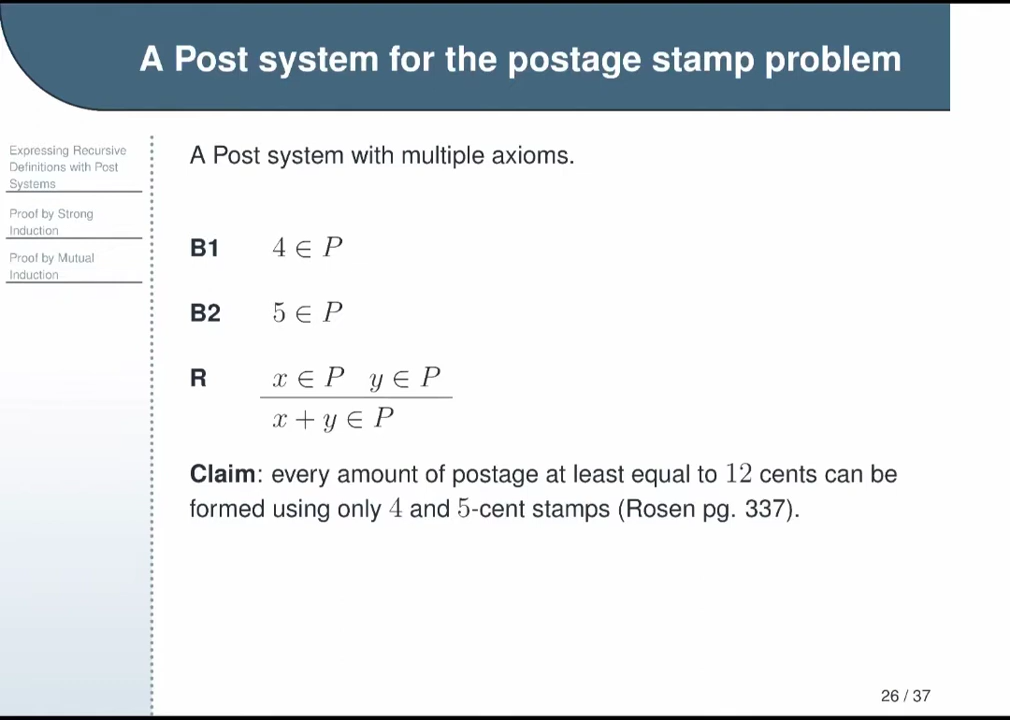 A Post system for the postage stamp problem
Expressing Recursive
Definitions with Post
Systems
Proof by Strong
Induction
Proof by Mutual
Induction
A Post system with multiple axioms.
B1 4 ∈ P
B2 5 ∈ P
R x ∈ P y ∈ P
x + y ∈ P
Claim: every amount of postage at least equal to 12 cents can be
formed using only 4 and 5-cent stamps (Rosen pg. 337).
26 / 37